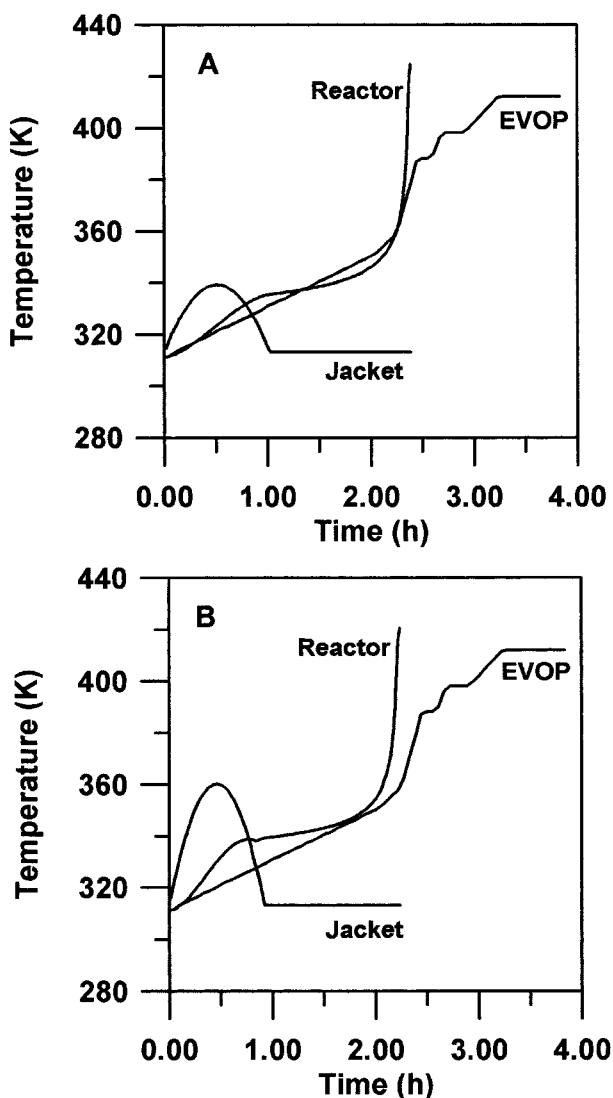 440
A
Reactor
400
EVOP
Temperature (K)
360
320
Jacket
280
0.00 1.00 2.00 3.00 4.00
Time (h)
440
B
Reactor
400
EVOP
Temperature (K)
360
320
Jacket
280
0.00 1.00 2.00 3.00 4.00
Time (h)